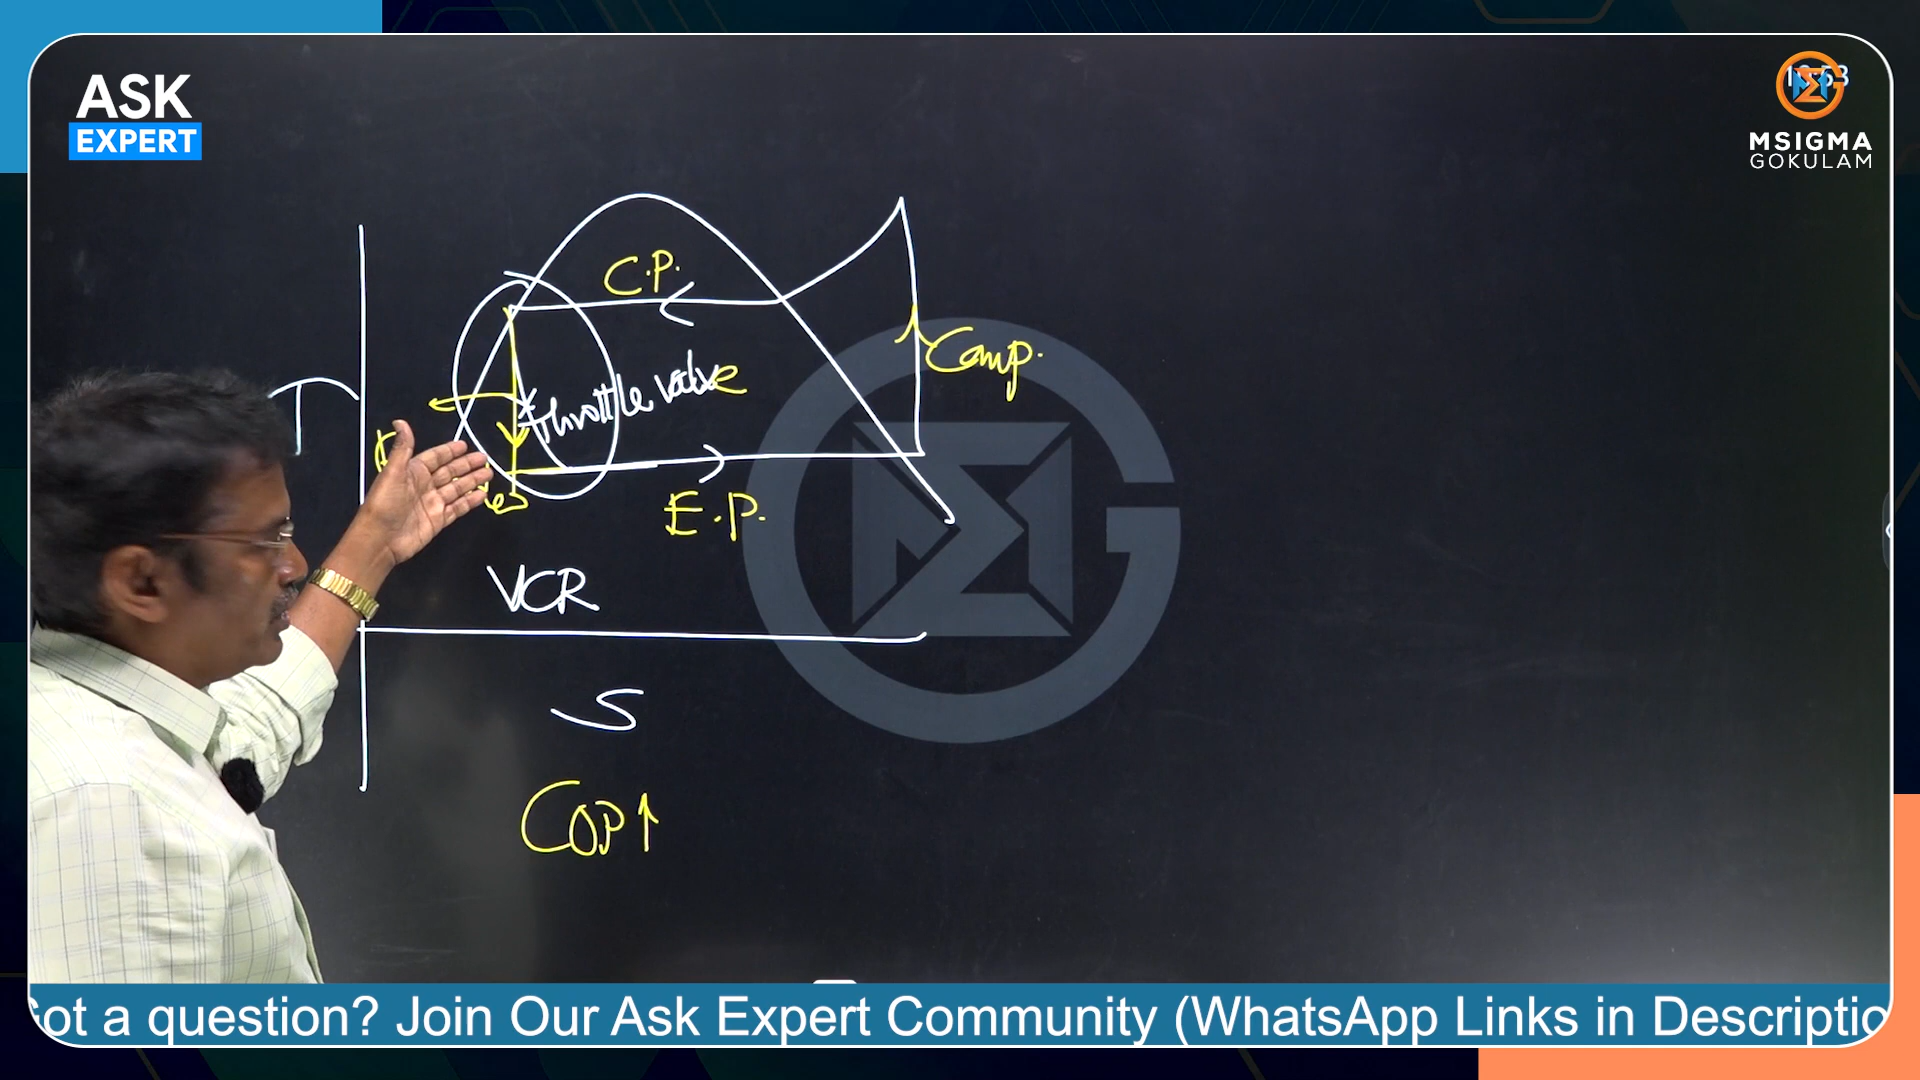 ASK
EXPERT
MSIGMA
GOKULAM
C.P.
Throttle valve
Comp.
T
E.P.
VCR
S
COP↑
Got a question? Join Our Ask Expert Community (WhatsApp Links in Descriptio